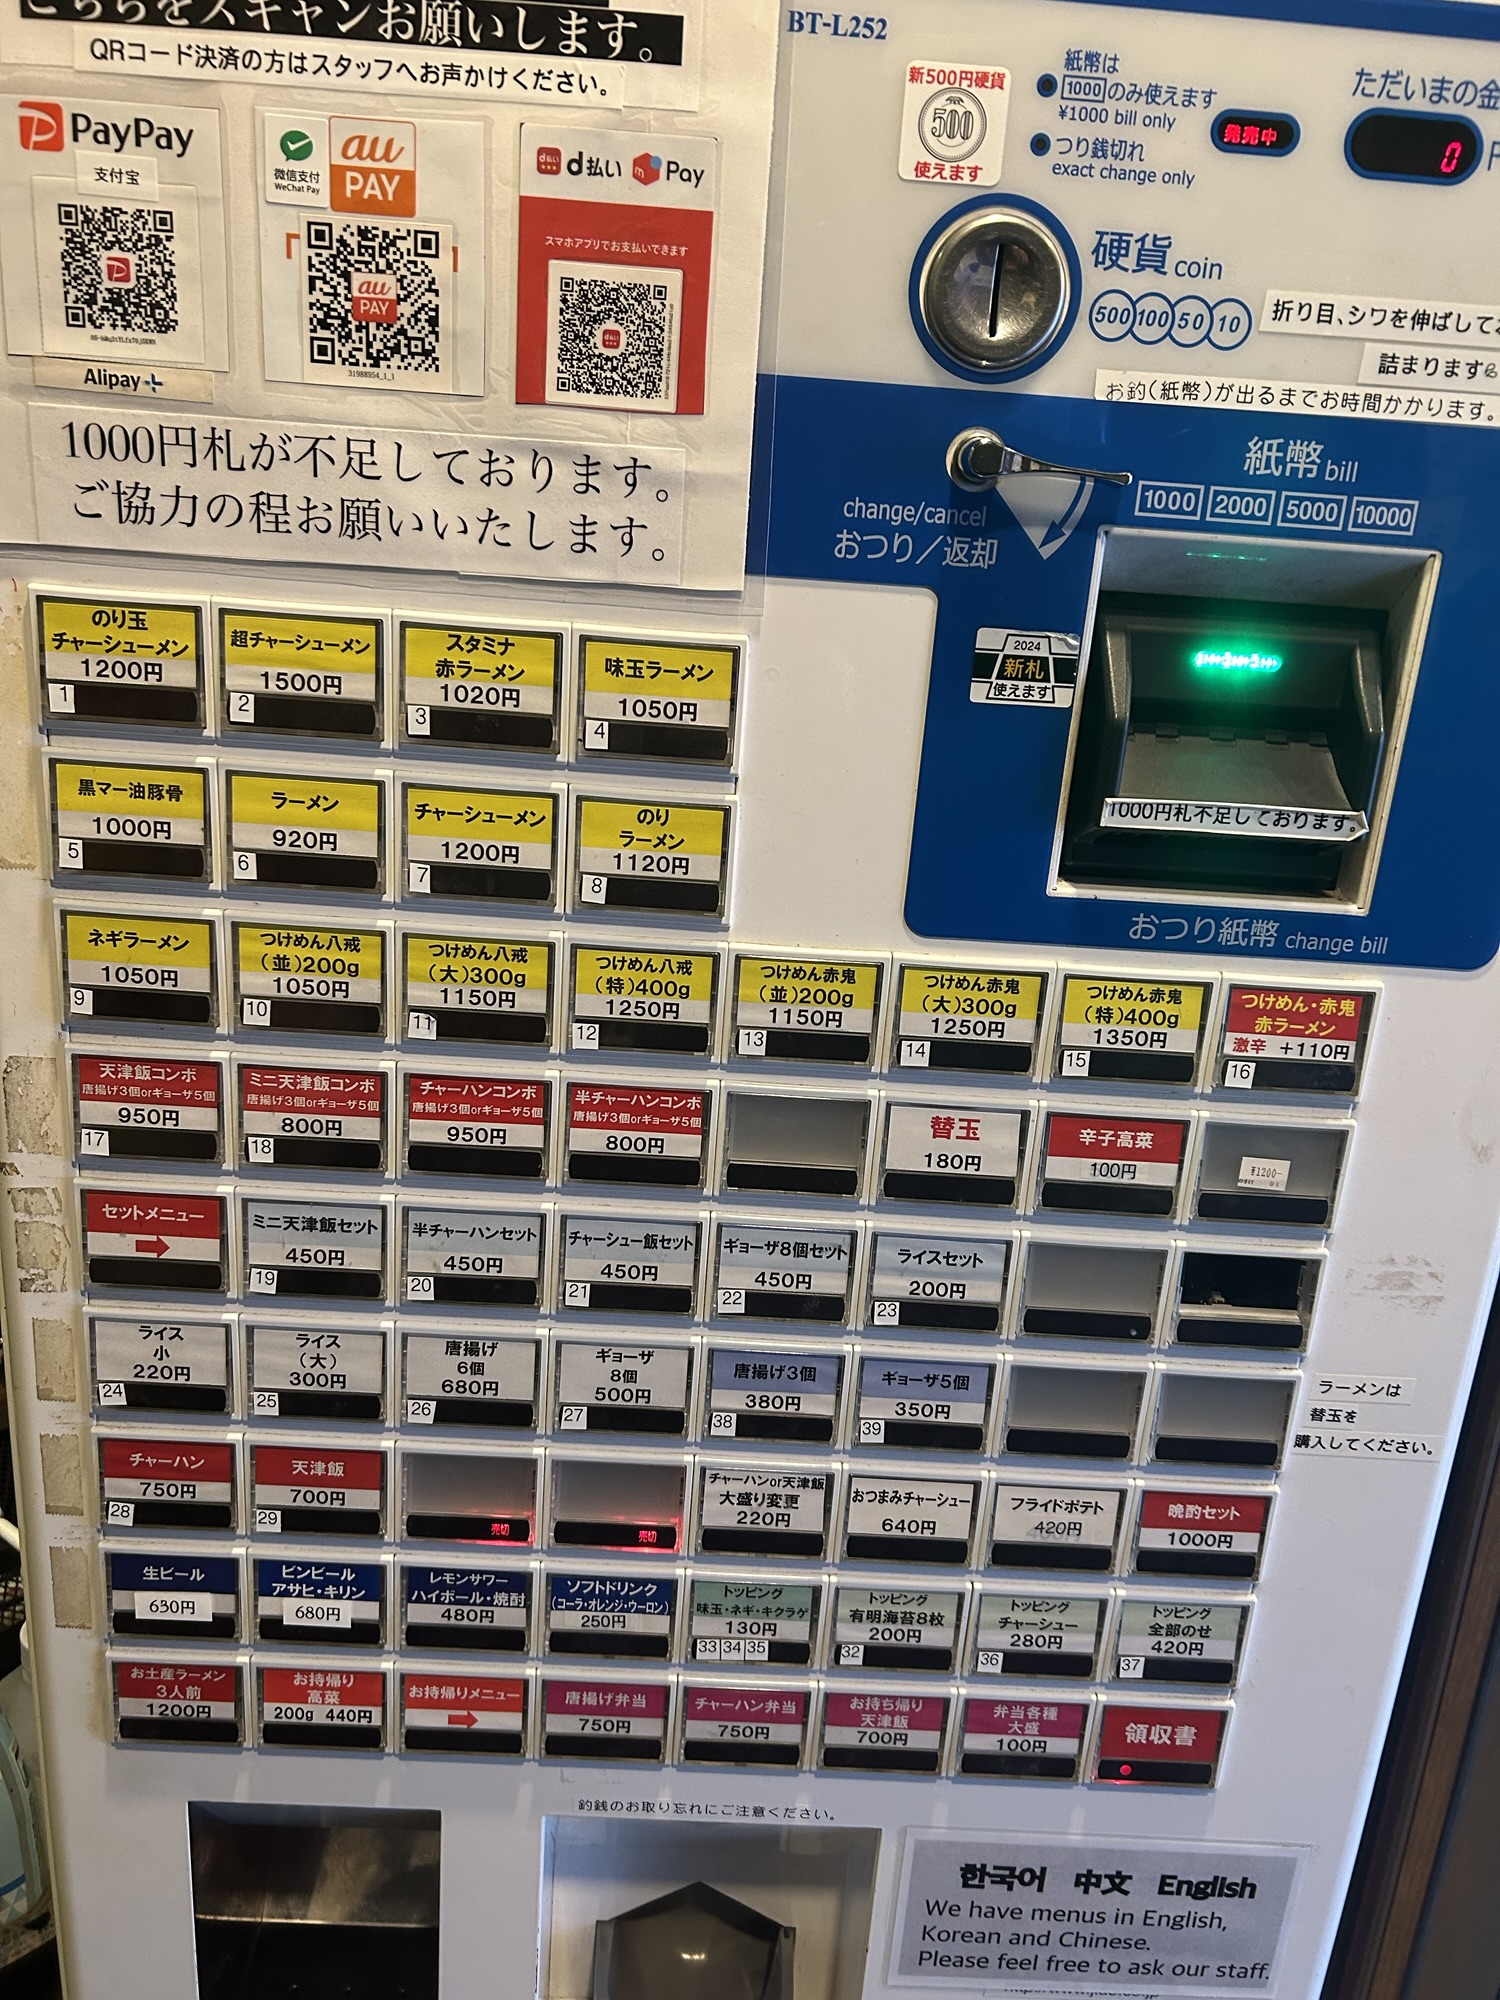 こちらをスキャンお願いします。
QRコード決済の方はスタッフへお声かけください。
PayPay
支付宝
Alipay+
微信支付
WeChat Pay
au
PAY
au
PAY
31988954_1_1
d払い
d払い m Pay
スマホアプリでお支払いできます
d払い
1000円札が不足しております。
ご協力の程お願いいたします。
BT-L252
新500円硬貨
500
使えます
紙幣は
1000のみ使えます
¥1000 bill only
つり銭切れ
exact change only
発売中
ただいまの金
0
硬貨 coin
500 100 50 10
折り目、シワを伸ばして
詰まります
お釣(紙幣)が出るまでお時間かかります。
紙幣 bill
1000 2000 5000 10000
change/cancel
おつり/返却
2024
新札
使えます
1000円札不足しております。
おつり紙幣 change bill
のり玉
チャーシューメン
1200円
1
超チャーシューメン
1500円
2
スタミナ
赤ラーメン
1020円
3
味玉ラーメン
1050円
4
黒マー油豚骨
1000円
5
ラーメン
920円
6
チャーシューメン
1200円
7
のり
ラーメン
1120円
8
ネギラーメン
1050円
9
つけめん八戒
(並)200g
1050円
10
つけめん八戒
(大)300g
1150円
11
つけめん八戒
(特)400g
1250円
12
つけめん赤鬼
(並)200g
1150円
13
つけめん赤鬼
(大)300g
1250円
14
つけめん赤鬼
(特)400g
1350円
15
つけめん・赤鬼
赤ラーメン
激辛 +110円
16
天津飯コンボ
唐揚げ3個orギョーザ5個
950円
17
ミニ天津飯コンボ
唐揚げ3個orギョーザ5個
800円
18
チャーハンコンボ
唐揚げ3個orギョーザ5個
950円
半チャーハンコンボ
唐揚げ3個orギョーザ5個
800円
替玉
180円
辛子高菜
100円
¥1200-
セットメニュー
ミニ天津飯セット
450円
19
半チャーハンセット
450円
20
チャーシュー飯セット
450円
21
ギョーザ8個セット
450円
22
ライスセット
200円
23
ライス
小
220円
24
ライス
(大)
300円
25
唐揚げ
6個
680円
26
ギョーザ
8個
500円
27
唐揚げ3個
380円
38
ギョーザ5個
350円
39
ラーメンは
替玉を
購入してください。
チャーハン
750円
28
天津飯
700円
29
売切
売切
チャーハンor天津飯
大盛り変更
220円
おつまみチャーシュー
640円
フライドポテト
420円
晩酌セット
1000円
生ビール
630円
ビンビール
アサヒ・キリン
680円
レモンサワー
ハイボール・焼酎
480円
ソフトドリンク
(コーラ・オレンジ・ウーロン)
250円
トッピング
味玉・ネギ・キクラゲ
130円
33 34 35
トッピング
有明海苔8枚
200円
32
トッピング
チャーシュー
280円
36
トッピング
全部のせ
420円
37
お土産ラーメン
3人前
1200円
お持帰り
高菜
200g 440円
お持帰りメニュー
唐揚げ弁当
750円
チャーハン弁当
750円
お持ち帰り
天津飯
700円
弁当各種
大盛
100円
領収書
釣銭のお取り忘れにご注意ください。
한국어 中文 English
We have menus in English,
Korean and Chinese.
Please feel free to ask our staff.